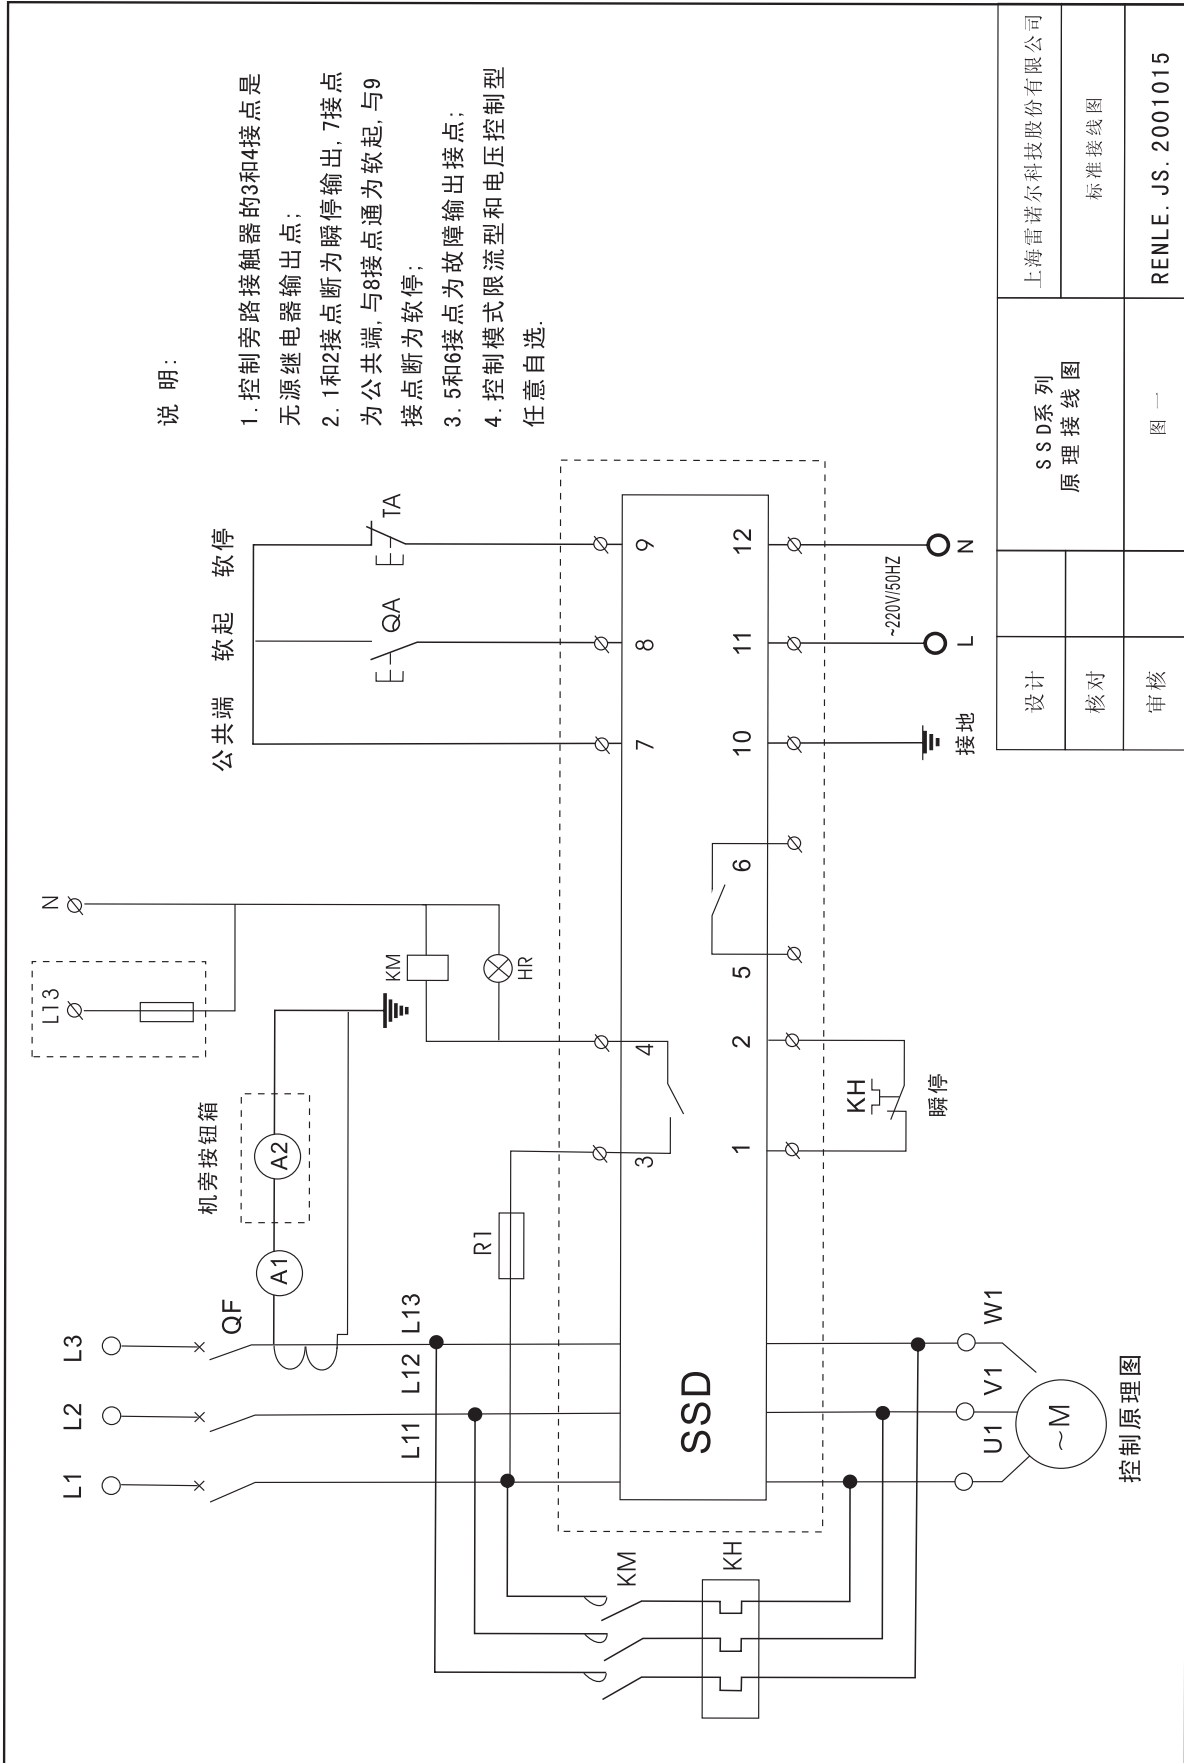 L1 L2 L3
QF
A1
机旁按钮箱
A2
L13
N
L11 L12 L13
R1
KM
HR
公共端 软起 软停
QA
TA
KM
KH
SSD
3 4 7 8 9
1 2 5 6 10 11 12
KH
瞬停
接地
L
N
~220V/50HZ
U1 V1 W1
~M
控制原理图
说 明:
1. 控制旁路接触器的3和4接点是
无源继电器输出点;
2. 1和2接点断为瞬停输出, 7接点
为公共端, 与8接点通为软起, 与9
接点断为软停;
3. 5和6接点为故障输出接点;
4. 控制模式限流型和电压控制型
任意自选.
设计
核对
审核
SSD系列
原理接线图
图 一
上海雷诺尔科技股份有限公司
标准接线图
RENLE. JS. 2001015